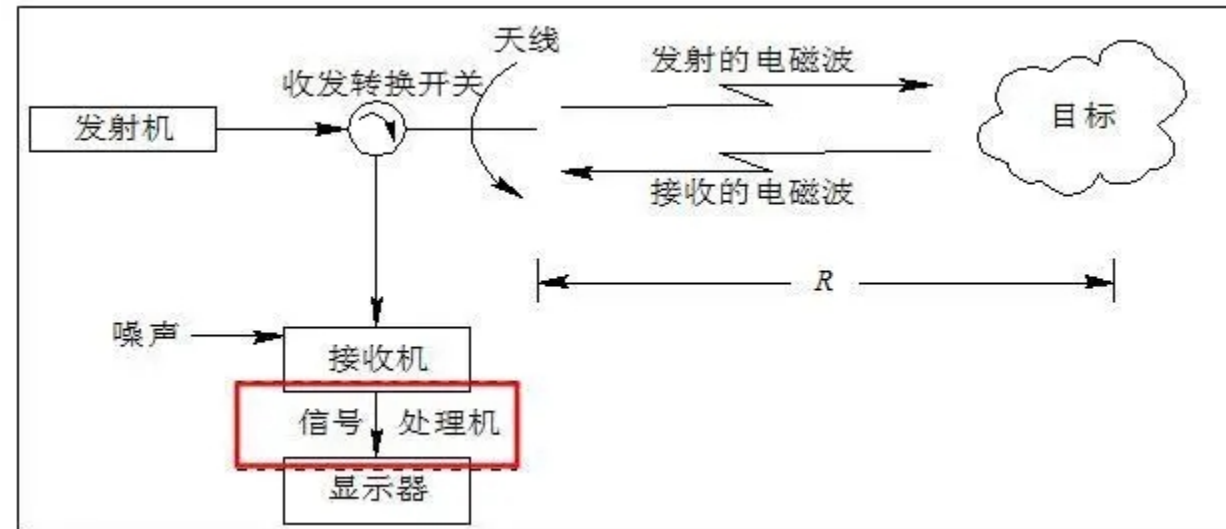 天线
收发转换开关
发射的电磁波
发射机
目标
接收的电磁波
R
噪声
接收机
信号 处理机
显示器